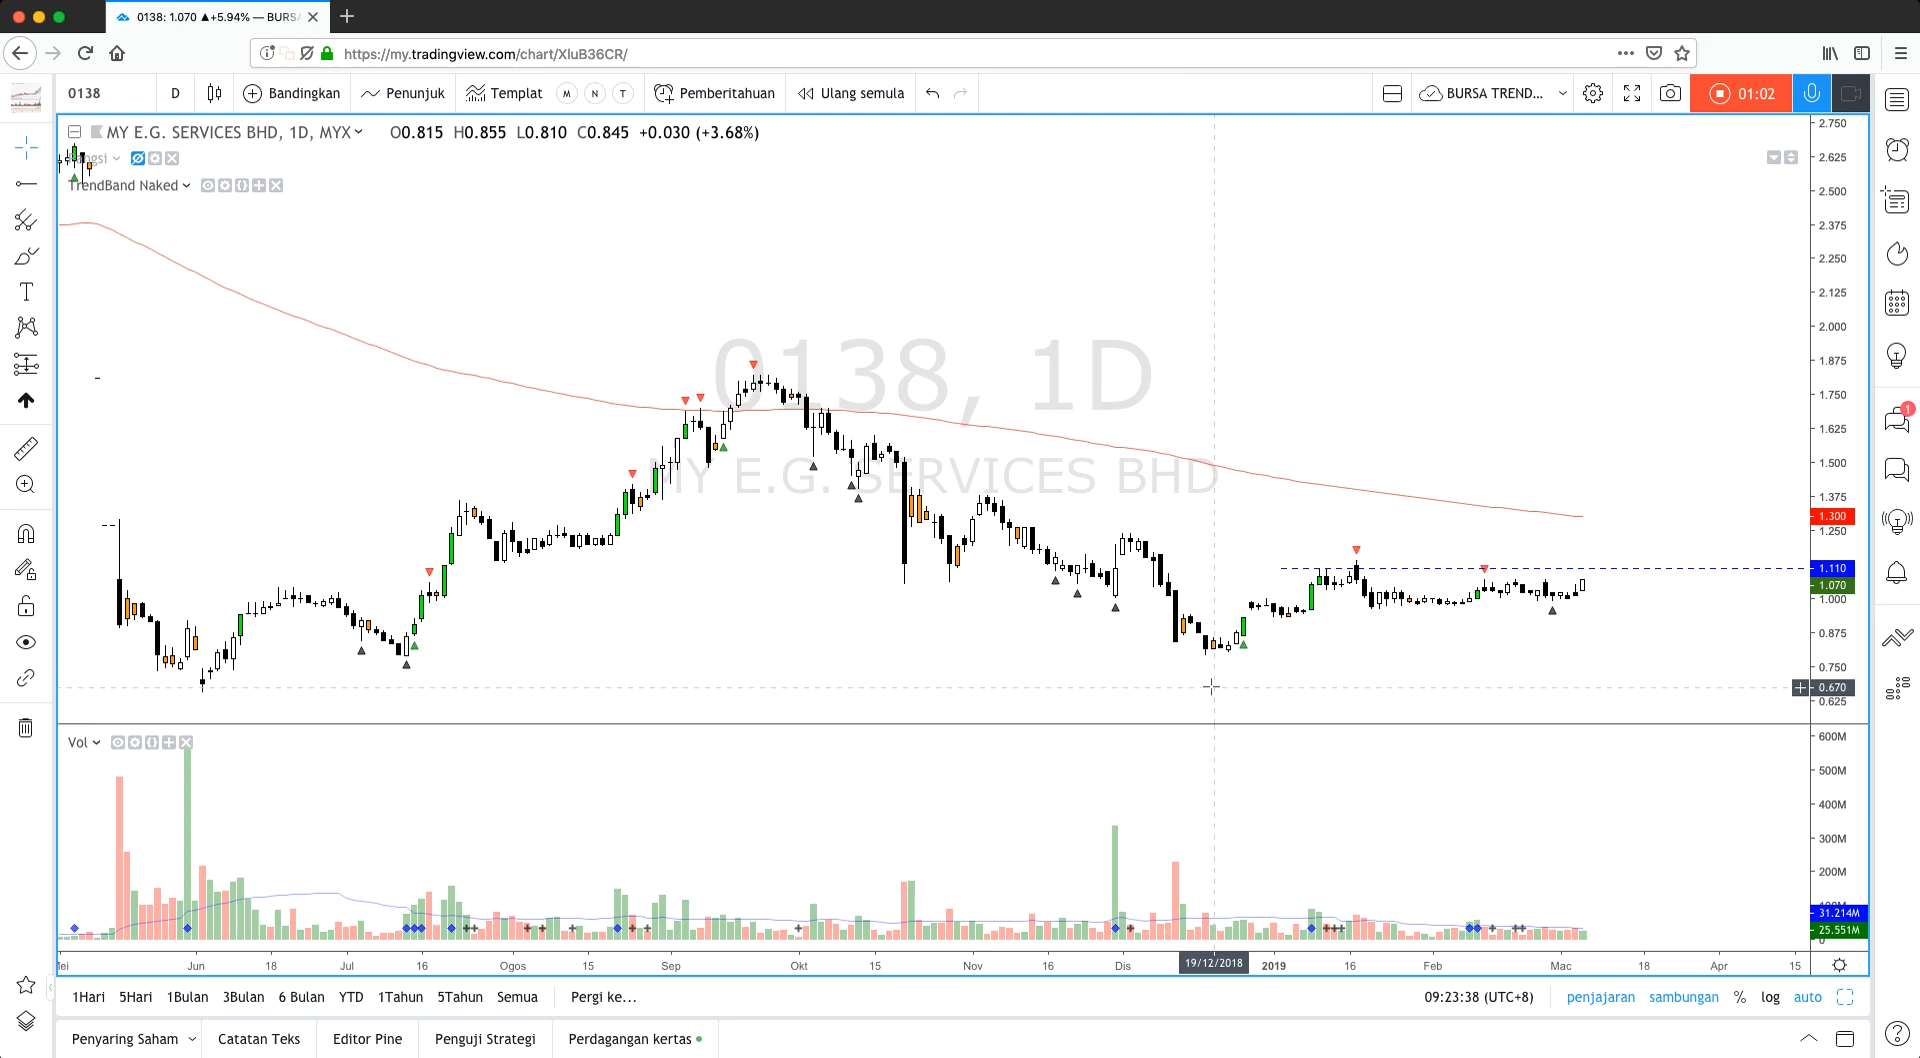 0138: 1.070 ▲+5.94% — BURSA
https://my.tradingview.com/chart/XluB36CR/
0138 D Bandingkan Penunjuk Templat M N T Pemberitahuan Ulang semula BURSA TREND... 01:02
MY E.G. SERVICES BHD, 1D, MYX O0.815 H0.855 L0.810 C0.845 +0.030 (+3.68%)
TrendBand Naked
0138, 1D
MY E.G. SERVICES BHD
2.750
2.625
2.500
2.375
2.250
2.125
2.000
1.875
1.750
1.625
1.500
1.375
1.300
1.250
1.110
1.070
1.000
0.875
0.750
0.670
0.625
1
Vol
600M
500M
400M
300M
200M
31.214M
25.551M
0
Jun 18 Jul 16 Ogos 15 Sep Okt 15 Nov 16 Dis 19/12/2018 2019 16 Feb Mac 18 Apr 15
1Hari 5Hari 1Bulan 3Bulan 6 Bulan YTD 1Tahun 5Tahun Semua Pergi ke... 09:23:38 (UTC+8) penjajaran sambungan % log auto
Penyaring Saham Catatan Teks Editor Pine Penguji Strategi Perdagangan kertas